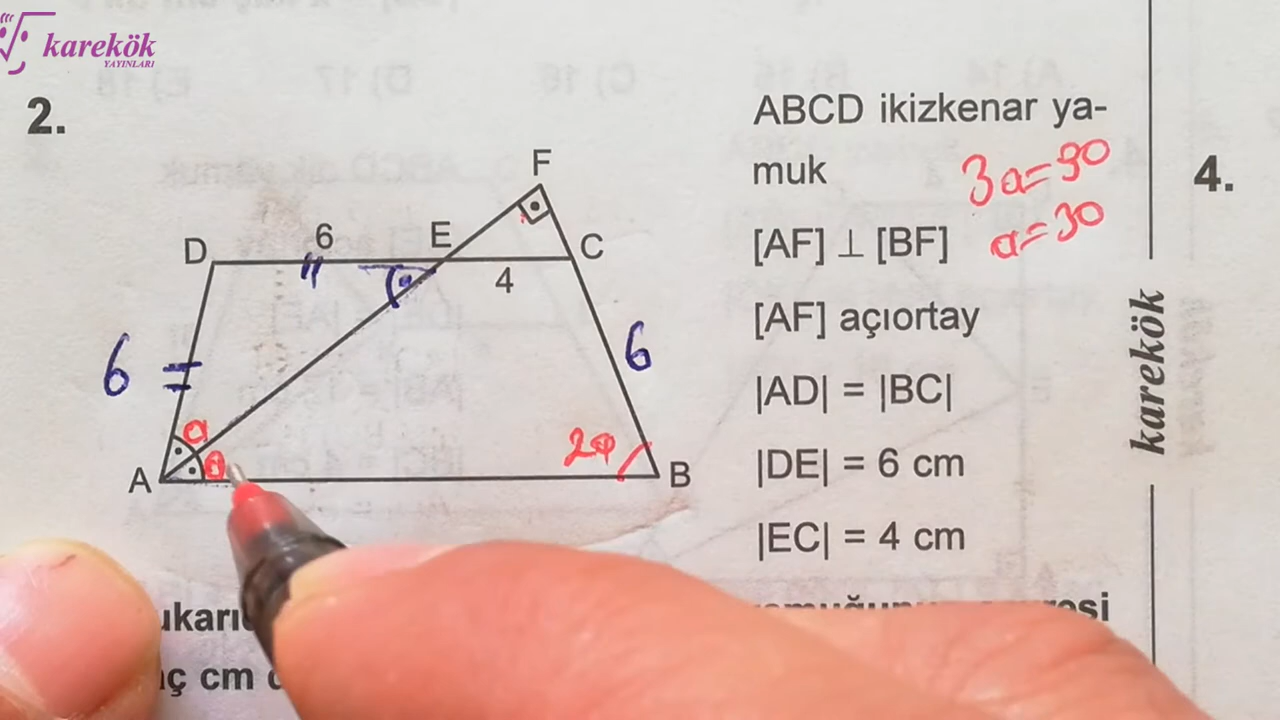 karekök
YAYINLARI
2.
ABCD ikizkenar ya-
muk
3a=90
[AF] ⊥ [BF]
a=30
[AF] açıortay
|AD| = |BC|
|DE| = 6 cm
|EC| = 4 cm
F
D
6
E
C
4
6
6
a
a
2a
A
B
4.
karekök
cm